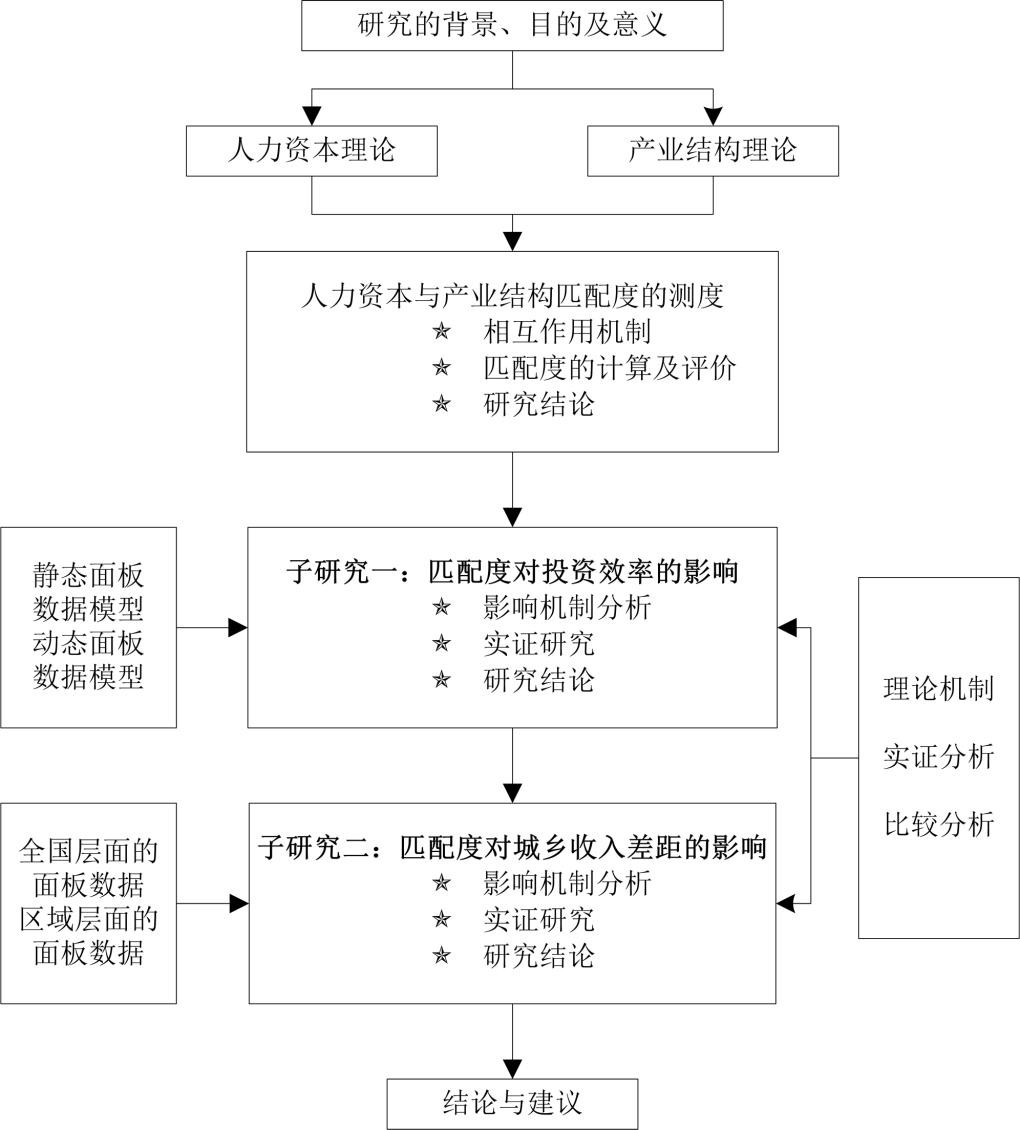 研究的背景、目的及意义
人力资本理论
产业结构理论
人力资本与产业结构匹配度的测度
✯ 相互作用机制
✯ 匹配度的计算及评价
✯ 研究结论
静态面板
数据模型
动态面板
数据模型
子研究一：匹配度对投资效率的影响
✯ 影响机制分析
✯ 实证研究
✯ 研究结论
理论机制
实证分析
比较分析
全国层面的
面板数据
区域层面的
面板数据
子研究二：匹配度对城乡收入差距的影响
✯ 影响机制分析
✯ 实证研究
✯ 研究结论
结论与建议